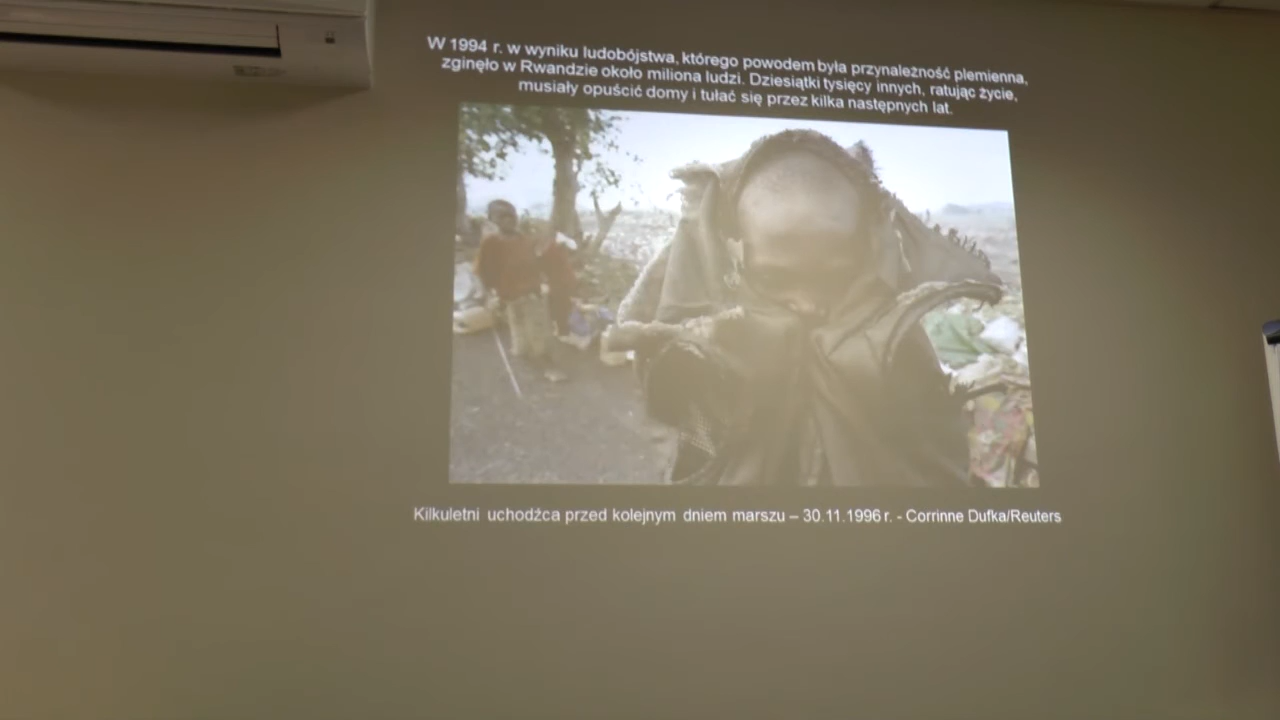 W 1994 r. w wyniku ludobójstwa, którego powodem była przynależność plemienna,
zginęło w Rwandzie około miliona ludzi. Dziesiątki tysięcy innych, ratując życie,
musiały opuścić domy i tułać się przez kilka następnych lat.
Kilkuletni uchodźca przed kolejnym dniem marszu – 30.11.1996 r. - Corrinne Dufka/Reuters